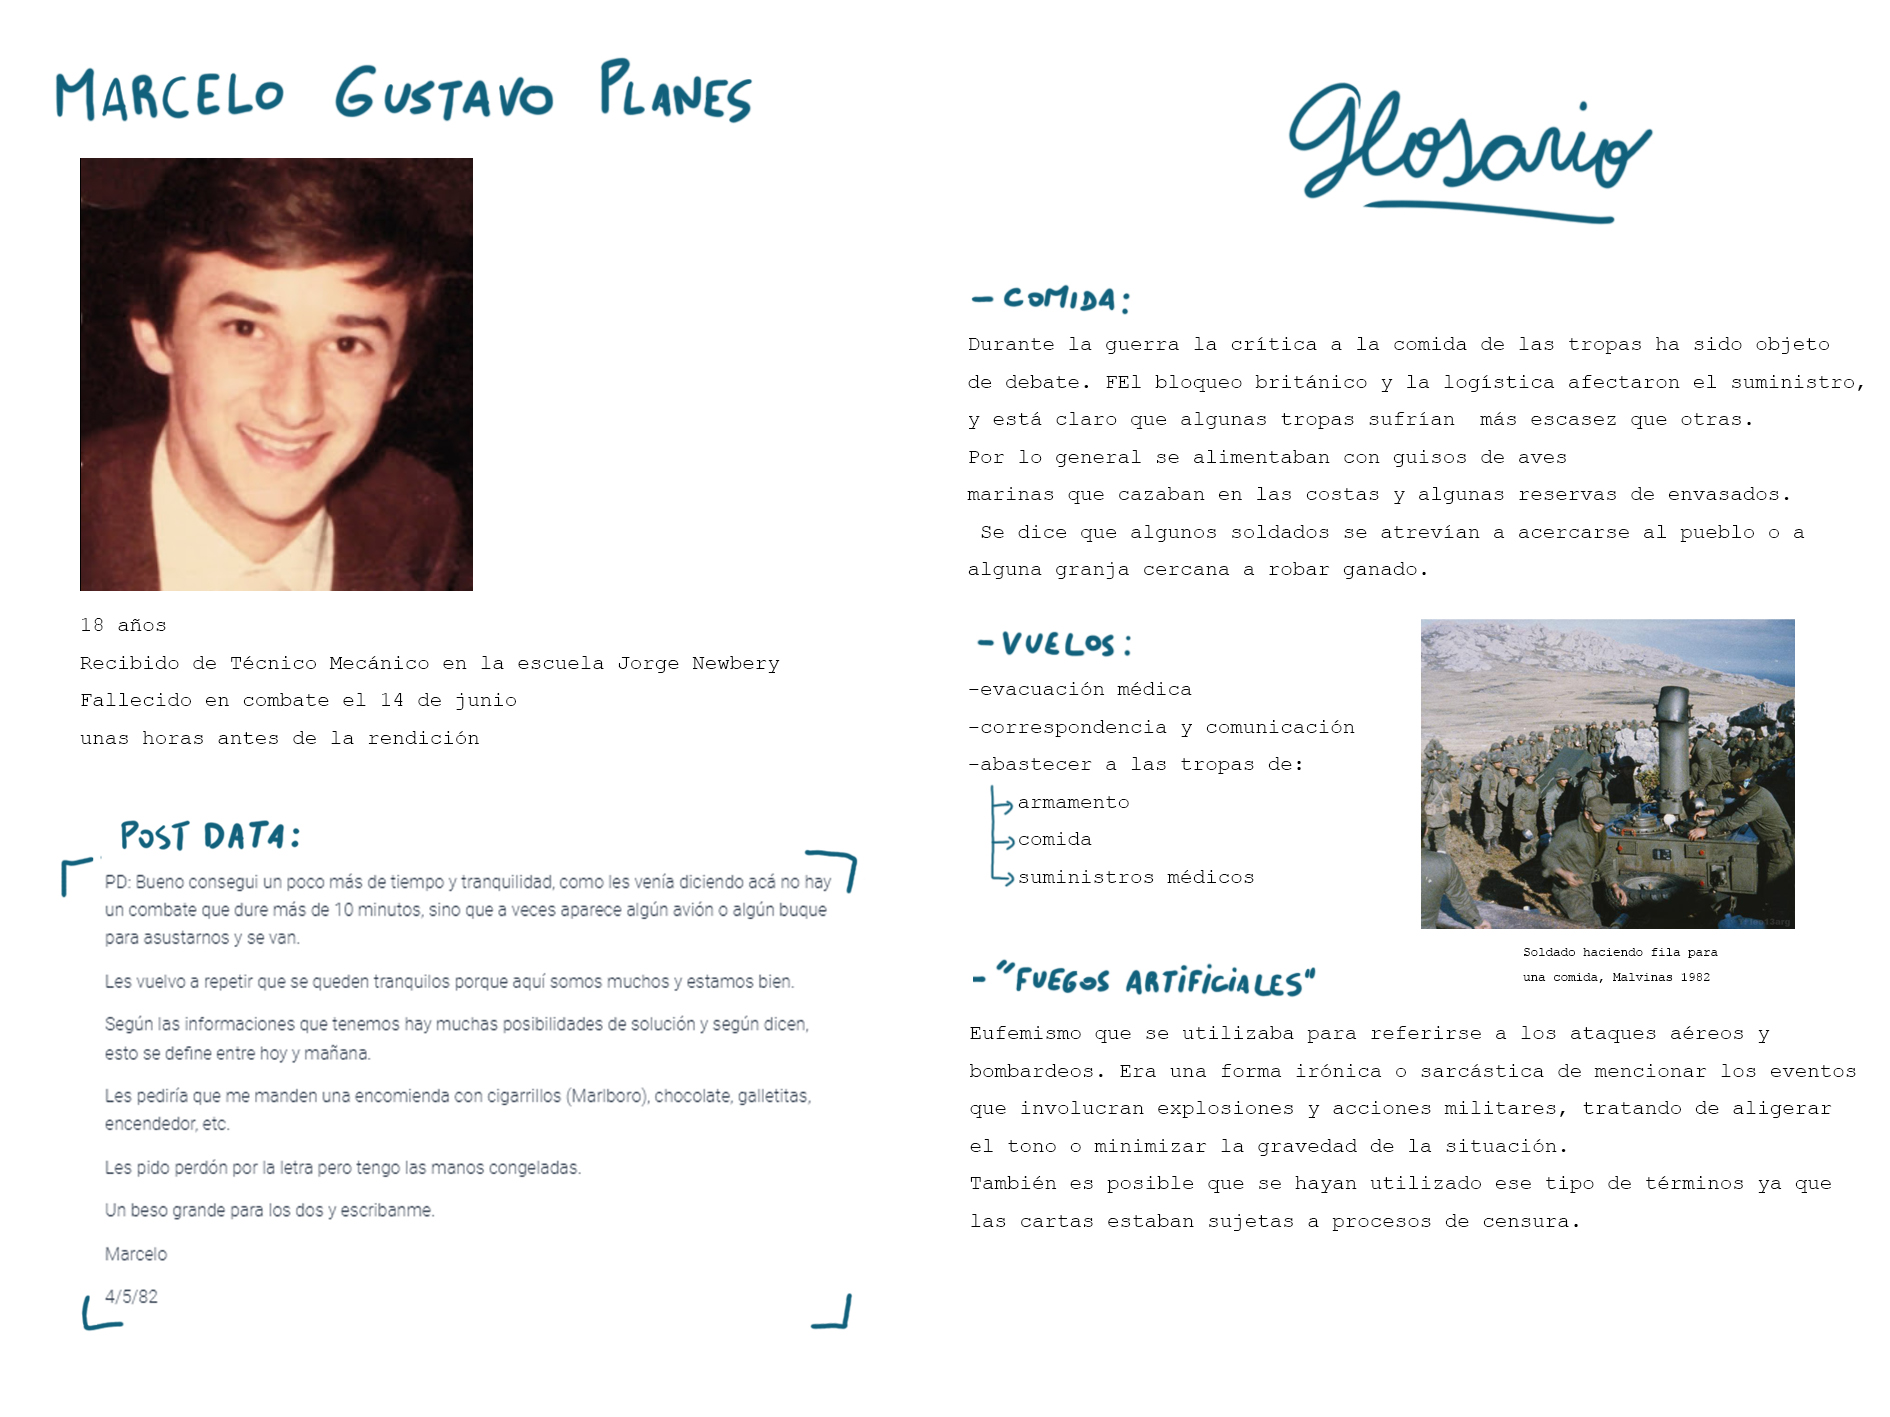 MARCELO GUSTAVO PLANES
18 años
Recibido de Técnico Mecánico en la escuela Jorge Newbery
Fallecido en combate el 14 de junio
unas horas antes de la rendición
POST DATA:
PD: Bueno consegui un poco más de tiempo y tranquilidad, como les venía diciendo acá no hay
un combate que dure más de 10 minutos, sino que a veces aparece algún avión o algún buque
para asustarnos y se van.
Les vuelvo a repetir que se queden tranquilos porque aquí somos muchos y estamos bien.
Según las informaciones que tenemos hay muchas posibilidades de solución y según dicen,
esto se define entre hoy y mañana.
Les pediría que me manden una encomienda con cigarrillos (Marlboro), chocolate, galletitas,
encendedor, etc.
Les pido perdón por la letra pero tengo las manos congeladas.
Un beso grande para los dos y escribanme.
Marcelo
4/5/82
Glosario
- COMIDA:
Durante la guerra la crítica a la comida de las tropas ha sido objeto
de debate. FEl bloqueo británico y la logística afectaron el suministro,
y está claro que algunas tropas sufrían  más escasez que otras.
Por lo general se alimentaban con guisos de aves
marinas que cazaban en las costas y algunas reservas de envasados.
Se dice que algunos soldados se atrevían a acercarse al pueblo o a
alguna granja cercana a robar ganado.
- VUELOS:
-evacuación médica
-correspondencia y comunicación
-abastecer a las tropas de:
armamento
comida
suministros médicos
Soldado haciendo fila para
una comida, Malvinas 1982
- "FUEGOS ARTIFICIALES"
Eufemismo que se utilizaba para referirse a los ataques aéreos y
bombardeos. Era una forma irónica o sarcástica de mencionar los eventos
que involucran explosiones y acciones militares, tratando de aligerar
el tono o minimizar la gravedad de la situación.
También es posible que se hayan utilizado ese tipo de términos ya que
las cartas estaban sujetas a procesos de censura.